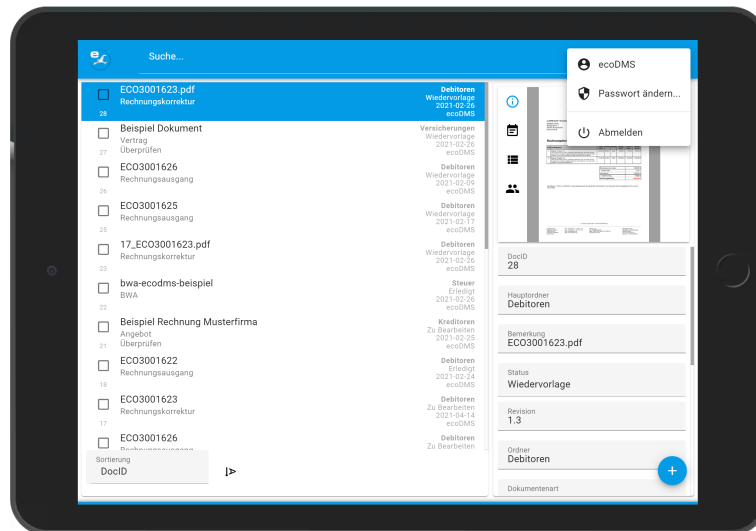 Suche...
ecoDMS
Passwort ändern...
Abmelden
ECO3001623.pdf
Rechnungskorrektur
28
Debitoren
Wiedervorlage
2021-02-26
ecoDMS
Beispiel Dokument
Vertrag
Überprüfen
27
Versicherungen
Wiedervorlage
2021-02-26
ecoDMS
ECO3001626
Rechnungsausgang
26
Debitoren
Wiedervorlage
2021-02-09
ecoDMS
ECO3001625
Rechnungsausgang
25
Debitoren
Wiedervorlage
2021-02-17
ecoDMS
17_ECO3001623.pdf
Rechnungskorrektur
23
Debitoren
Wiedervorlage
2021-02-26
ecoDMS
bwa-ecodms-beispiel
BWA
22
Steuer
Erledigt
2021-02-26
ecoDMS
Beispiel Rechnung Musterfirma
Angebot
Überprüfen
21
Kreditoren
Zu Bearbeiten
2021-02-25
ecoDMS
ECO3001622
Rechnungsausgang
18
Debitoren
Erledigt
2021-02-24
ecoDMS
ECO3001623
Rechnungskorrektur
17
Debitoren
Zu Bearbeiten
2021-04-14
ecoDMS
ECO3001626
Rechnungsausgang
Debitoren
Zu Bearbeiten
Sortierung
DocID
DocID
28
Hauptordner
Debitoren
Bemerkung
ECO3001623.pdf
Status
Wiedervorlage
Revision
1.3
Ordner
Debitoren
Dokumentenart